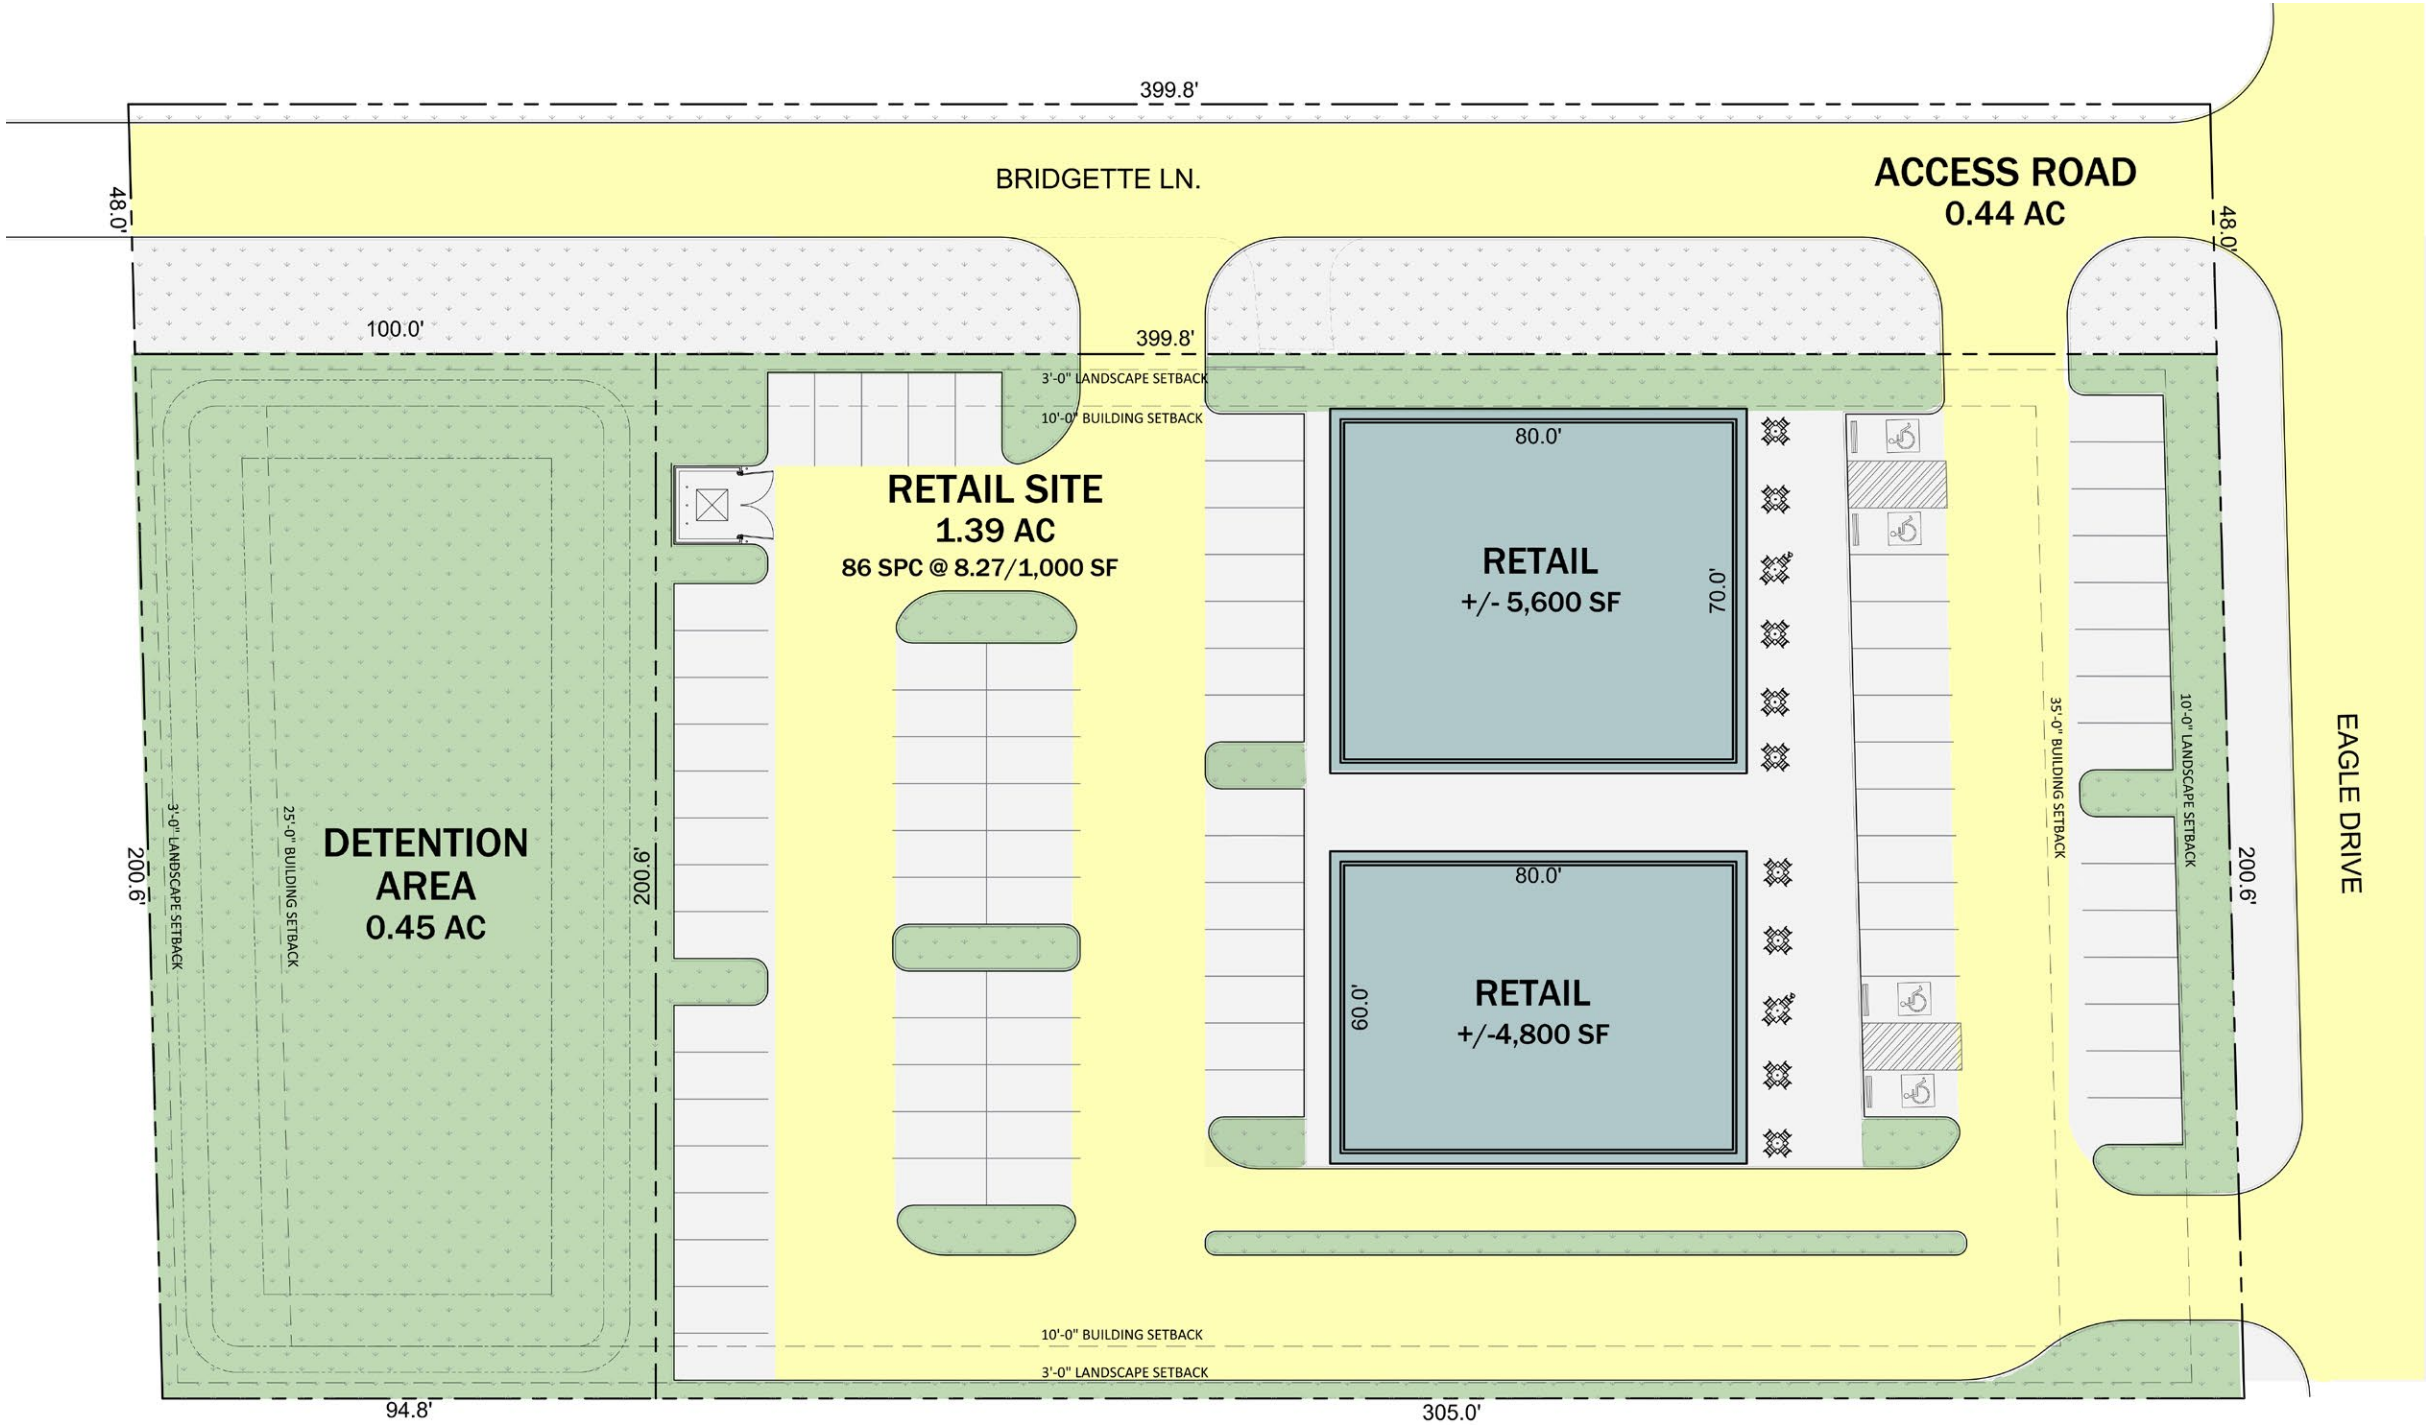 399.8'
BRIDGETTE LN.
ACCESS ROAD
0.44 AC
48.0'
48.0'
100.0'
399.8'
3'-0" LANDSCAPE SETBACK
10'-0" BUILDING SETBACK
80.0'
RETAIL SITE
1.39 AC
86 SPC @ 8.27/1,000 SF
RETAIL
+/- 5,600 SF
70.0'
DETENTION
AREA
0.45 AC
200.6'
3'-0" LANDSCAPE SETBACK
25'-0" BUILDING SETBACK
200.6'
80.0'
RETAIL
+/-4,800 SF
60.0'
35'-0" BUILDING SETBACK
10'-0" LANDSCAPE SETBACK
200.6'
EAGLE DRIVE
10'-0" BUILDING SETBACK
3'-0" LANDSCAPE SETBACK
94.8'
305.0'